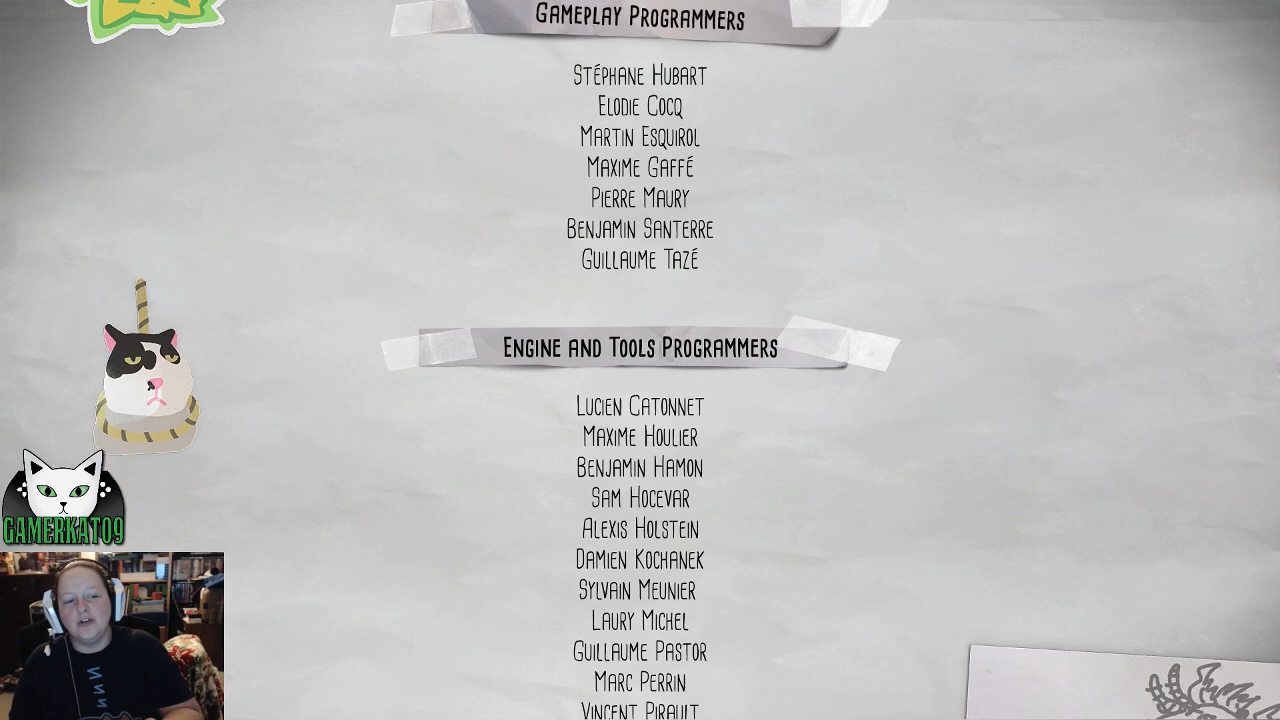 GAMEPLAY PROGRAMMERS
STÉPHANE HUBART
ELODIE COCQ
MARTIN ESQUIROL
MAXIME GAFFÉ
PIERRE MAURY
BENJAMIN SANTERRE
GUILLAUME TAZÉ
ENGINE AND TOOLS PROGRAMMERS
LUCIEN CATONNET
MAXIME HOULIER
BENJAMIN HAMON
SAM HOCEVAR
ALEXIS HOLSTEIN
DAMIEN KOCHANEK
SYLVAIN MEUNIER
LAURY MICHEL
GUILLAUME PASTOR
MARC PERRIN
VINCENT PIRAULT
GAMERKAT09